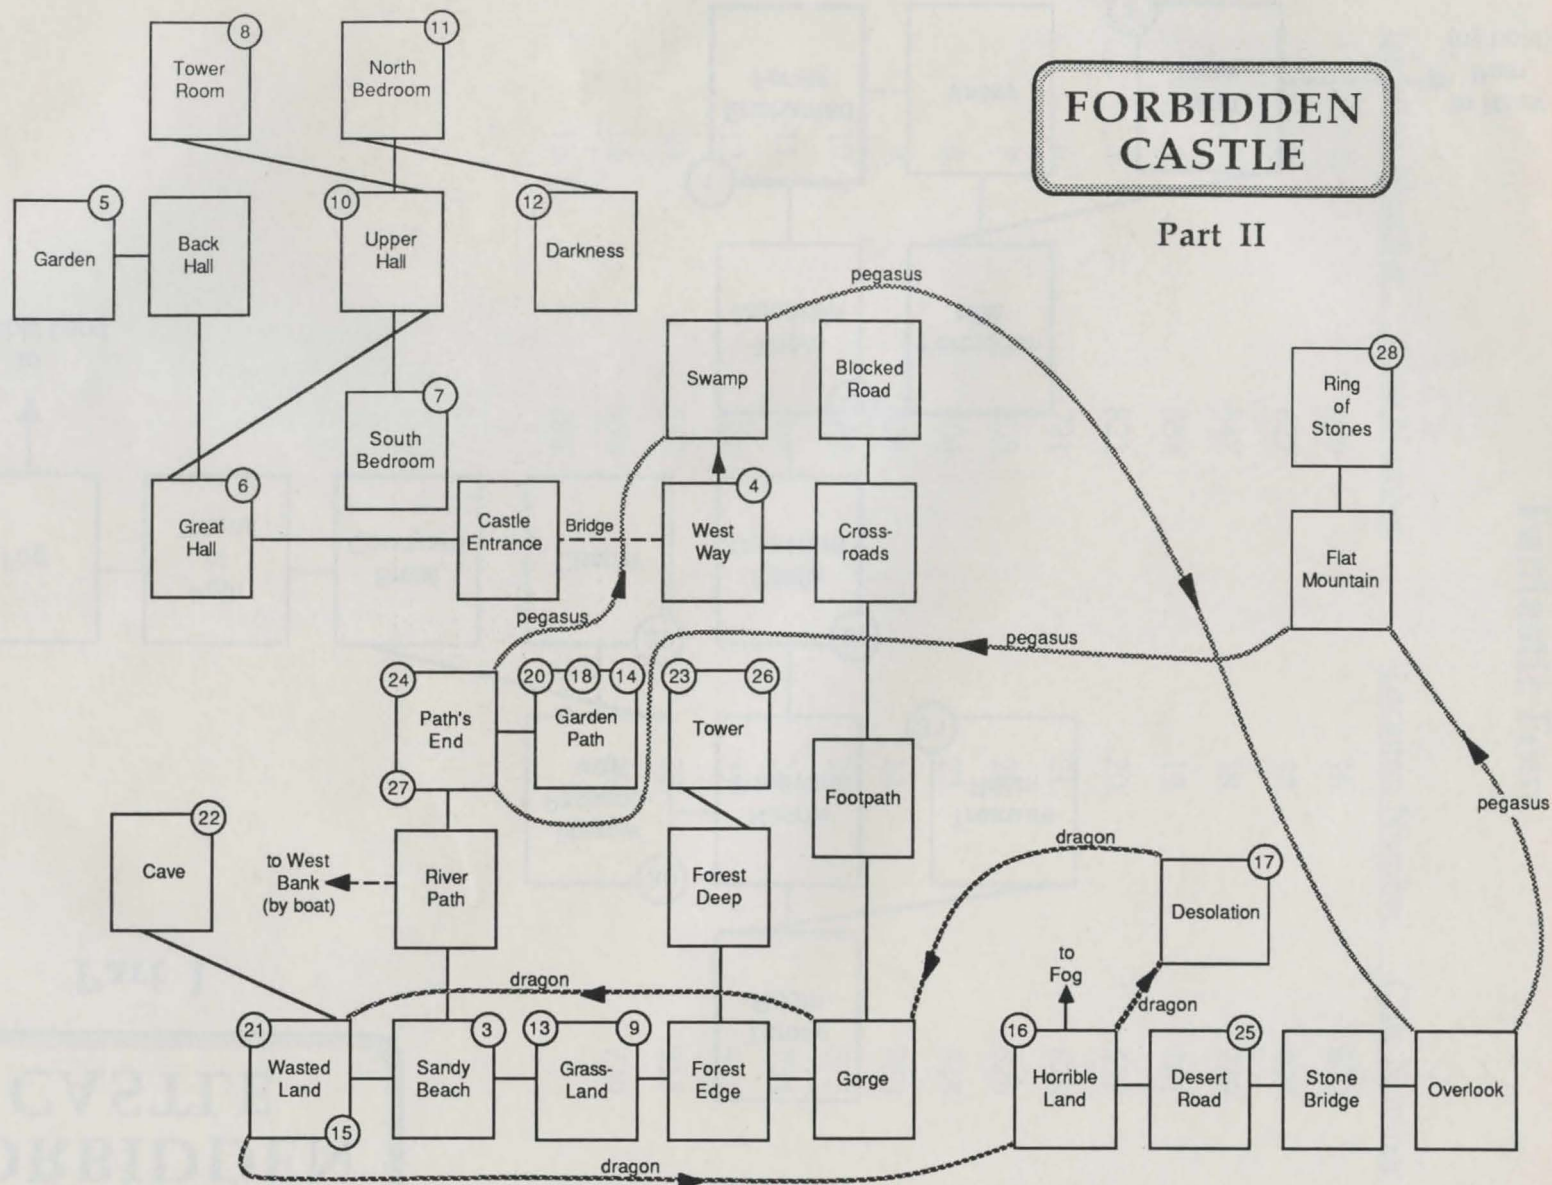 FORBIDDEN
CASTLE
Part II
8
Tower
Room
11
North
Bedroom
5
Garden
Back
Hall
10
Upper
Hall
12
Darkness
pegasus
Swamp
Blocked
Road
28
Ring
of
Stones
7
South
Bedroom
6
Great
Hall
Castle
Entrance
Bridge
4
West
Way
Cross-
roads
Flat
Mountain
pegasus
pegasus
24
Path's
End
27
20
18
14
Garden
Path
23
26
Tower
Footpath
pegasus
22
Cave
to West
Bank
(by boat)
River
Path
Forest
Deep
dragon
17
Desolation
to
Fog
dragon
dragon
21
Wasted
Land
15
3
Sandy
Beach
13
9
Grass-
Land
Forest
Edge
Gorge
16
Horrible
Land
25
Desert
Road
Stone
Bridge
Overlook
dragon